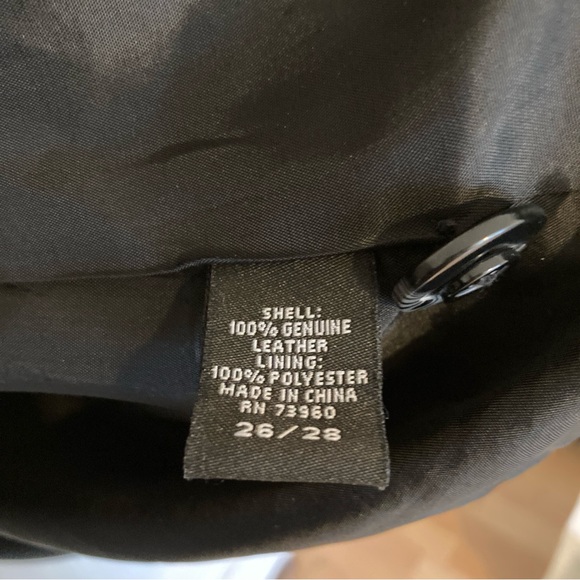 SHELL:
100% GENUINE
LEATHER
LINING:
100% POLYESTER
MADE IN CHINA
RN 73960
26/28